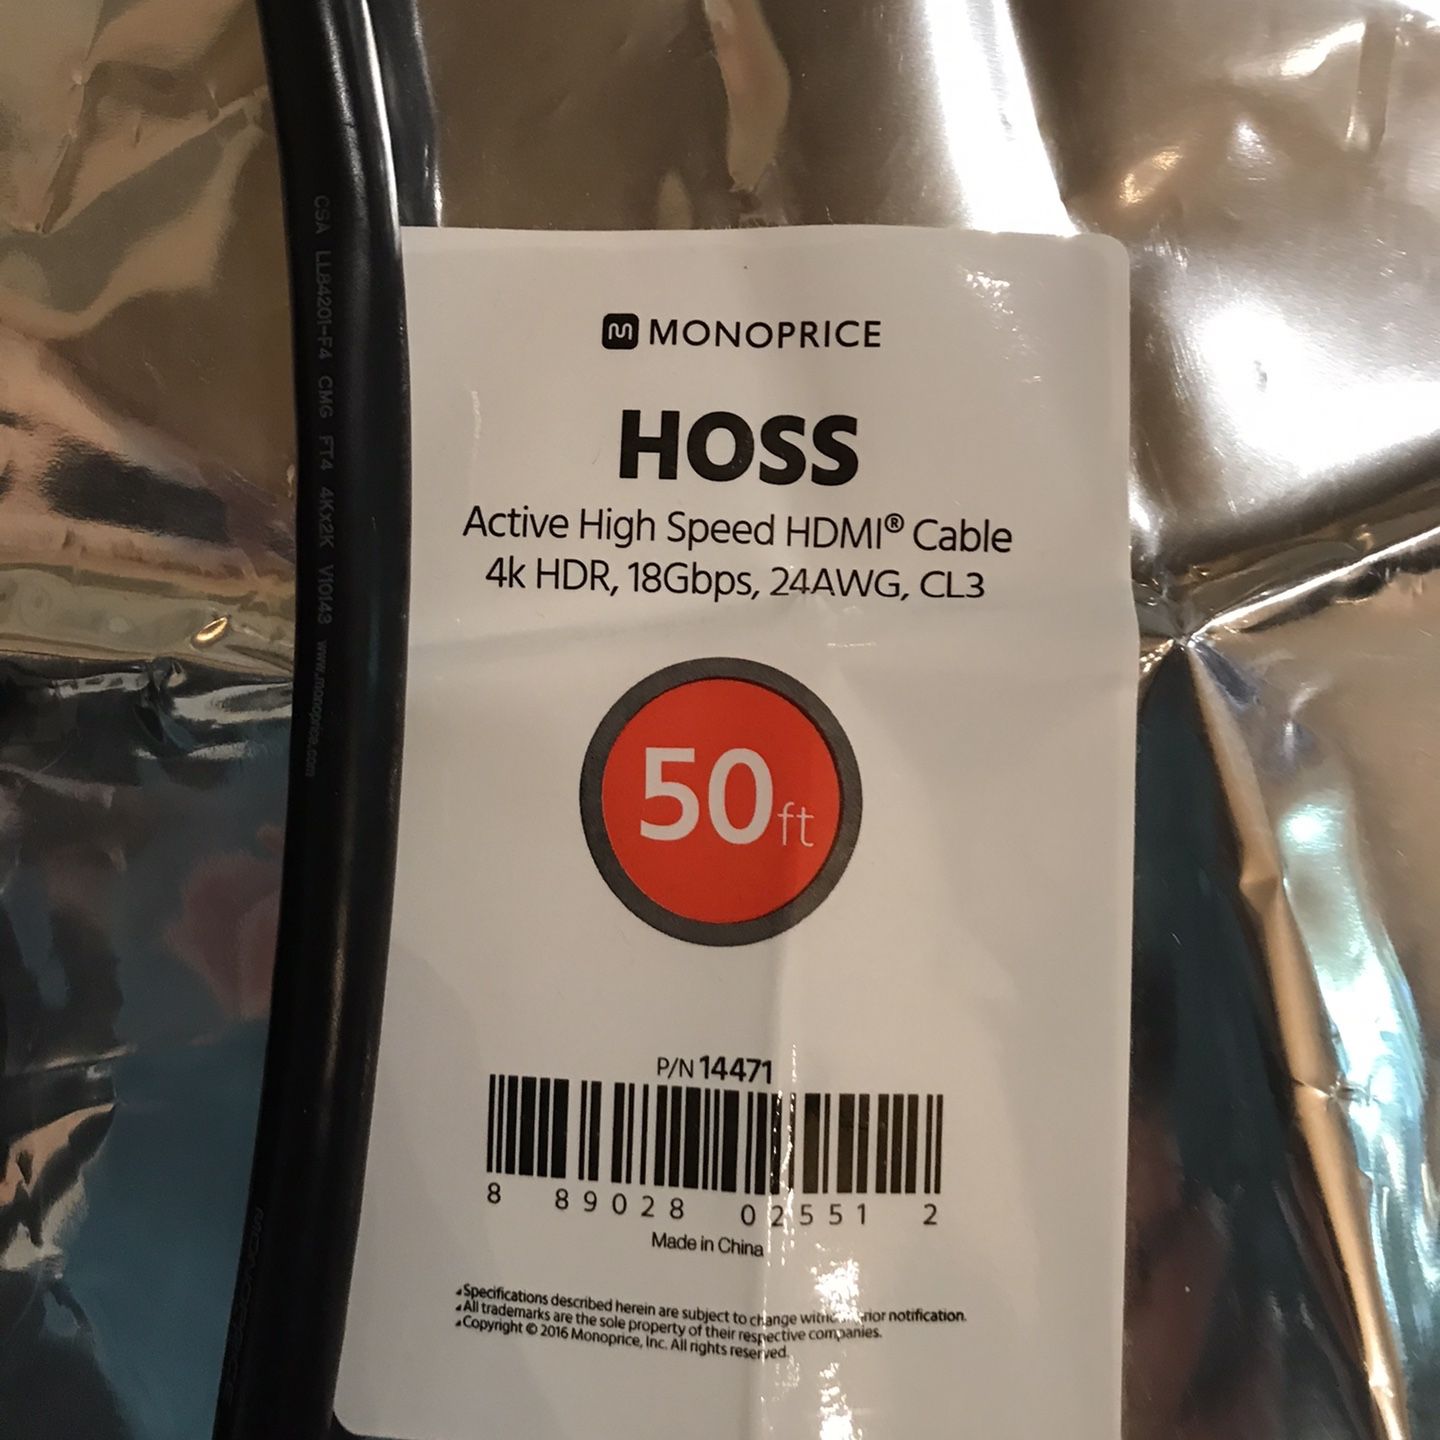 MONOPRICE
HOSS
Active High Speed HDMI® Cable
4k HDR, 18Gbps, 24AWG, CL3
50ft
P/N 14471
8 89028 02551 2
Made in China
Specifications described herein are subject to change without prior notification.
All trademarks are the sole property of their respective companies.
Copyright © 2016 Monoprice, Inc. All rights reserved.
CSA LL84201-F4 CMG FT4 4Kx2K V10143 www.monoprice.com
MONOPRICE